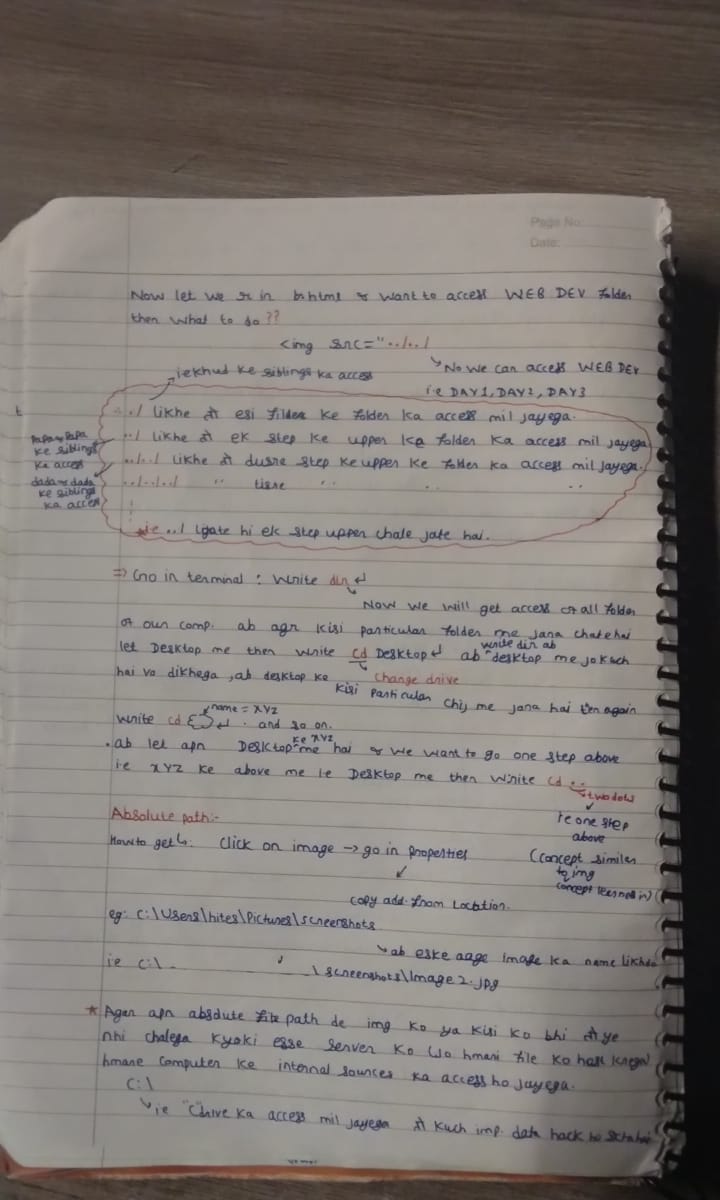 Page No:
Date:
Now let we r in b.html & want to access WEB DEV folder
then what to do ??
<img src="../../
No we can access WEB DEV
ie DAY1, DAY2, DAY3
ie khud ke siblings ka access
./ likhe तो esi folder ke folder ka access mil jayega.
../ likhe तो ek step ke upper ke folder ka access mil jayega
../../ likhe तो dusre step ke upper ke folder ka access mil jayega.
../../../ " tisre " "
papa & papa
ke siblings
ka access
dada & dada
ke siblings
ka access
* ie ../ lgate hi ek step upper chale jate hai.
=> Go in terminal : write dir ↵
Now we will get access of all folder
of our comp. ab agr kisi particular folder me jana chate hai
let Desktop me then write cd Desktop ↵ ab write dir ab desktop me jo kuch
change drive
hai vo dikhega, ab desktop ke kisi particular chij me jana hai then again
name = XYZ
write cd { } ↵ . and so on.
. ab let apn Desktop ke XYZ me hai & we want to go one step above
ie XYZ ke above me ie Desktop me then write cd ..
two dots
ie one step
above
(concept similar
to img
concept learned in)
Absolute path:-
How to get ↳: Click on image → go in properties
copy add. from Location.
eg: C:\Users\hites\Pictures\screenshots
ab eske aage image ka name likhdo
ie C:\ \screenshots\Image2.jpg
* Agar apn absolute file path de img ko ya kisi ko bhi तो ye
nhi chalega kyoki esse server ko jo hmari file ko host krega
hmare computer ke internal sources ka access ho jayega.
C:\
ie "C" drive ka access mil jayega तो kuch imp. data hack ho skta hai